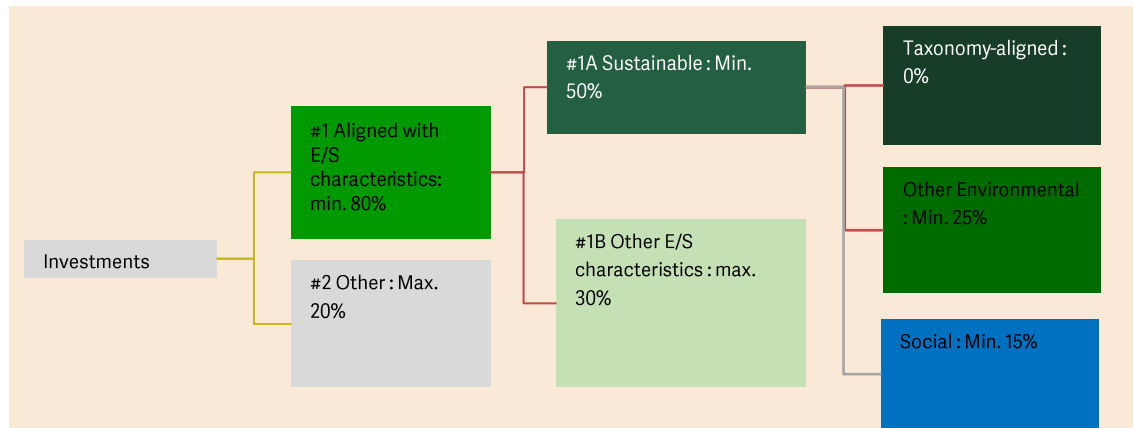 Investments
#1 Aligned with
E/S
characteristics:
min. 80%
#2 Other : Max.
20%
#1A Sustainable : Min.
50%
#1B Other E/S
characteristics : max.
30%
Taxonomy-aligned :
0%
Other Environmental
: Min. 25%
Social : Min. 15%